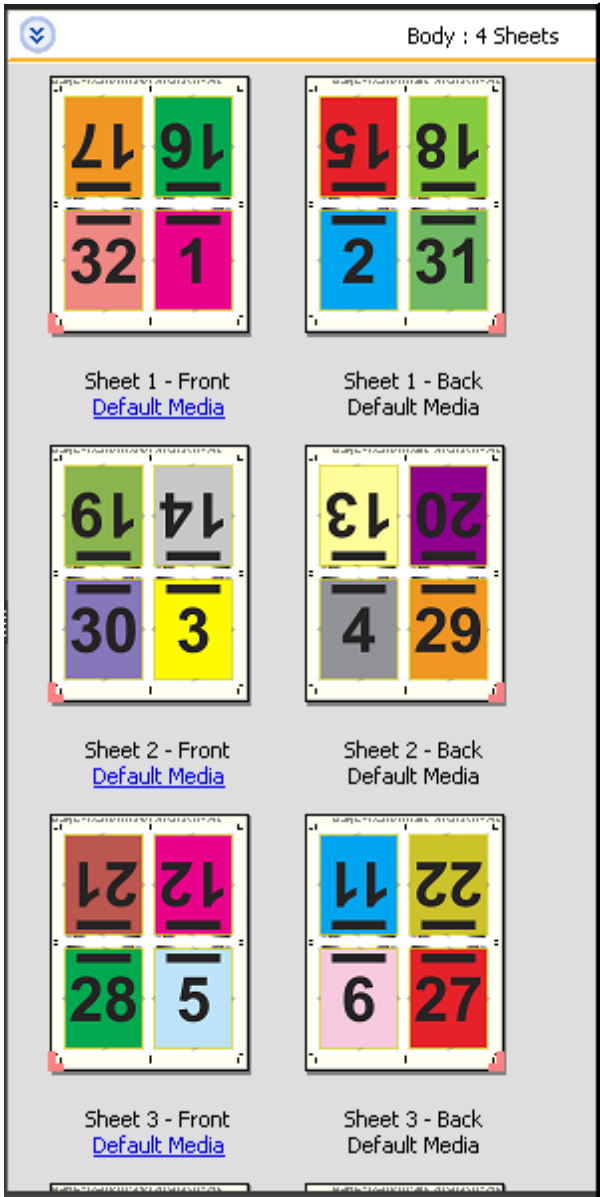 Body : 4 Sheets
17 16 15 18
32 1 2 31
Sheet 1 - Front Sheet 1 - Back
Default Media Default Media
19 14 13 20
30 3 4 29
Sheet 2 - Front Sheet 2 - Back
Default Media Default Media
21 12 11 22
28 5 6 27
Sheet 3 - Front Sheet 3 - Back
Default Media Default Media